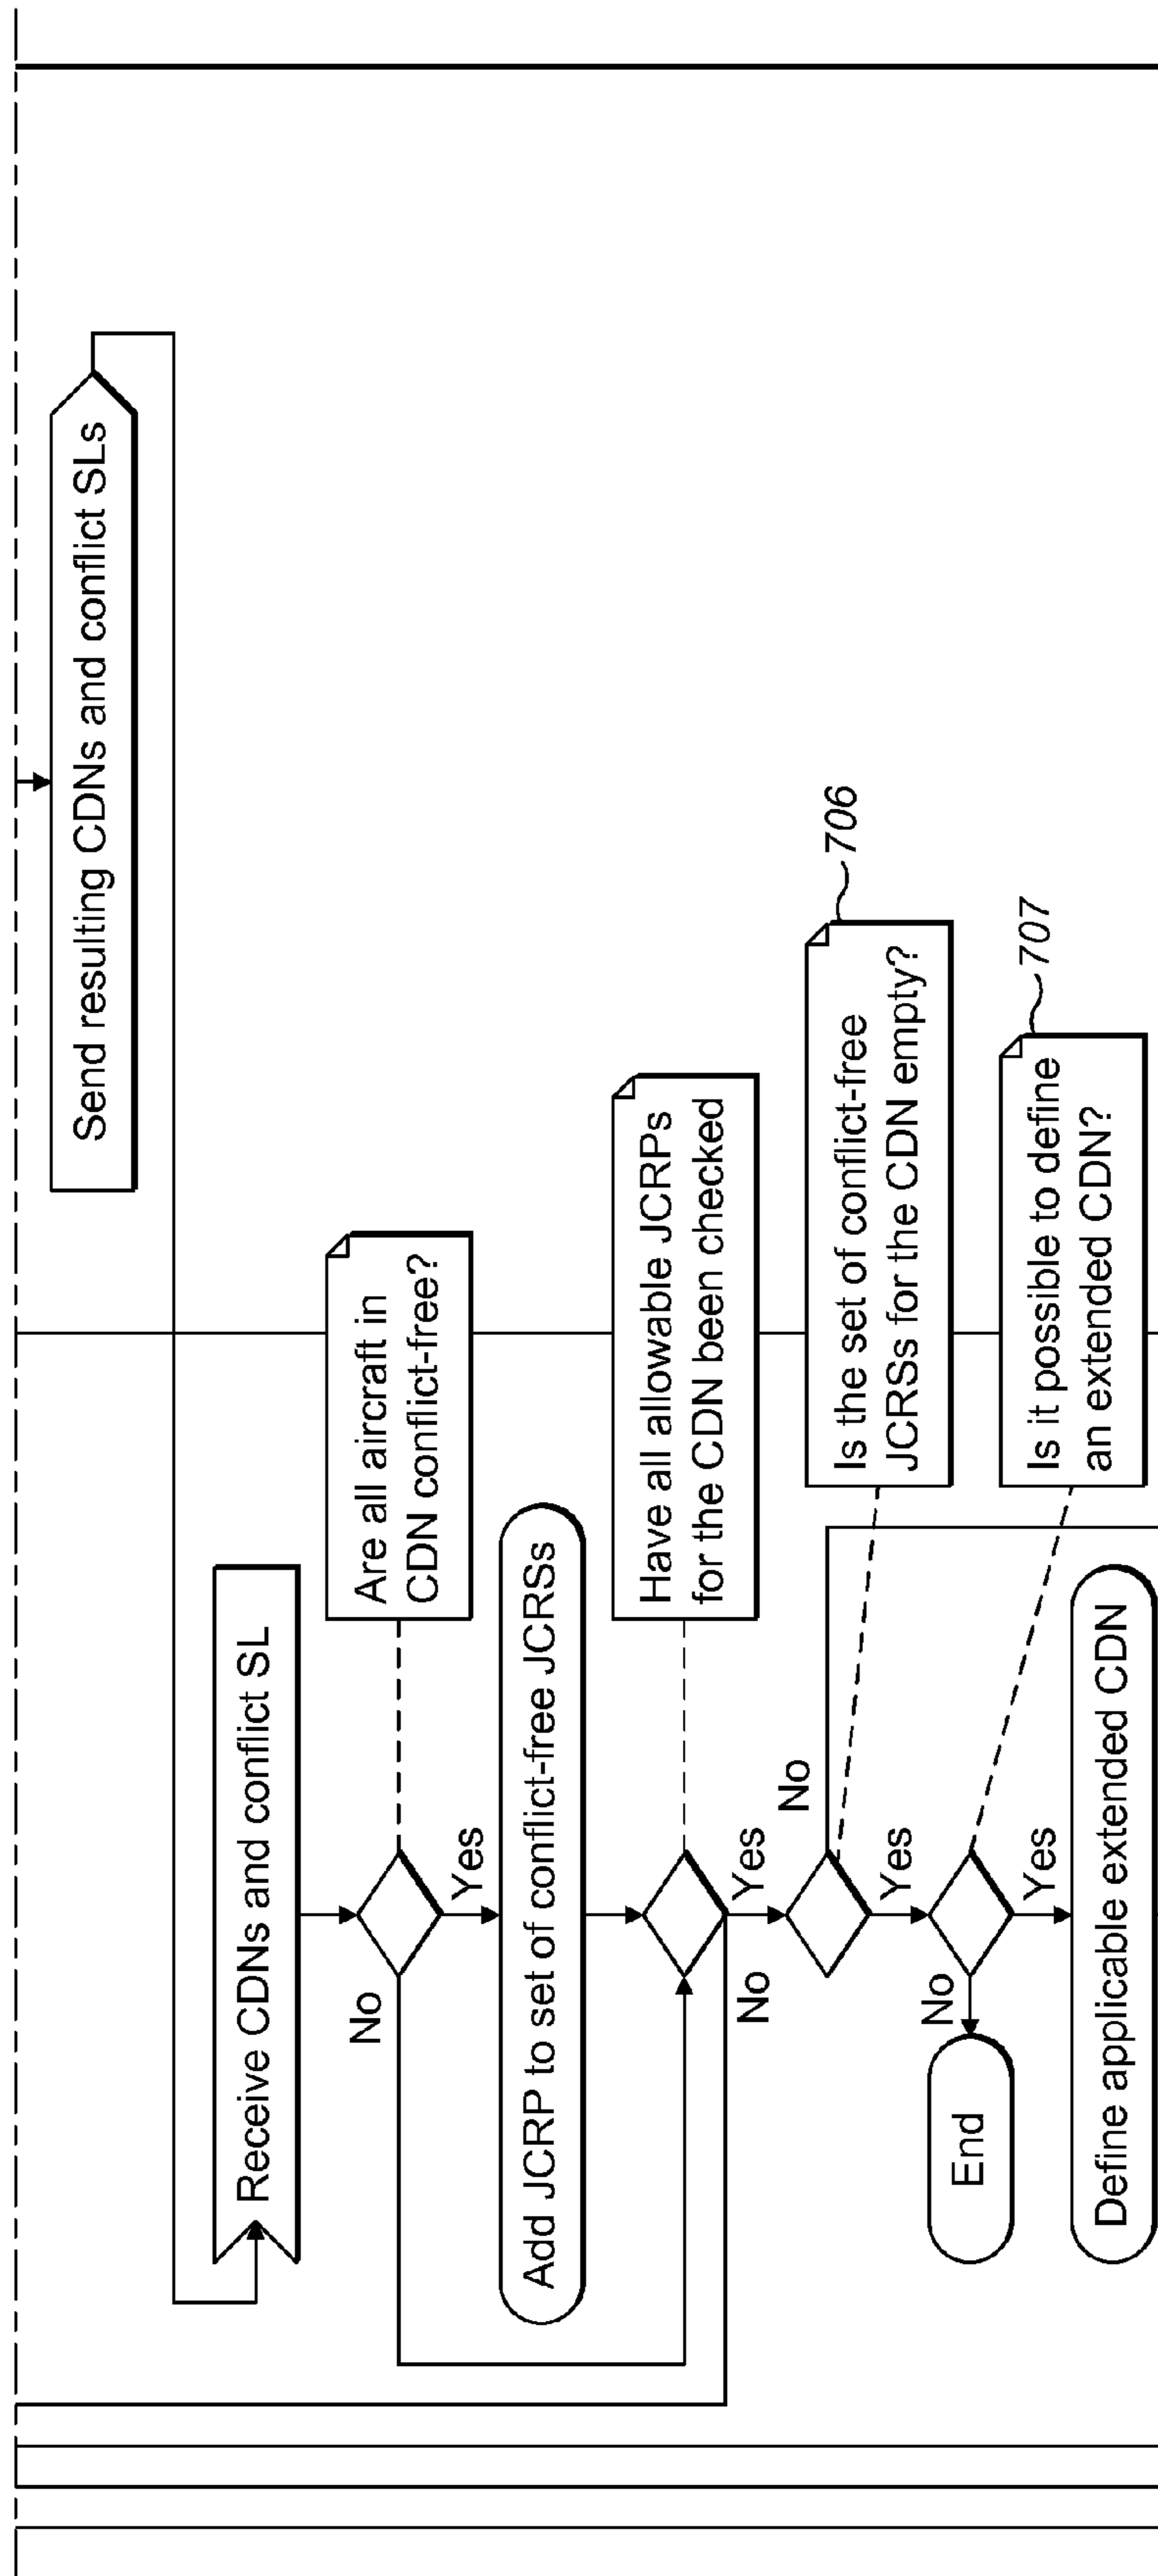 Send resulting CDNs and conflict SLs
Receive CDNs and conflict SL
Are all aircraft in
CDN conflict-free?
No
Yes
Add JCRP to set of conflict-free JCRSs
Have all allowable JCRPs
for the CDN been checked
No
Yes
No
Is the set of conflict-free
JCRSs for the CDN empty?
706
Yes
Is it possible to define
an extended CDN?
707
No
Yes
End
Define applicable extended CDN